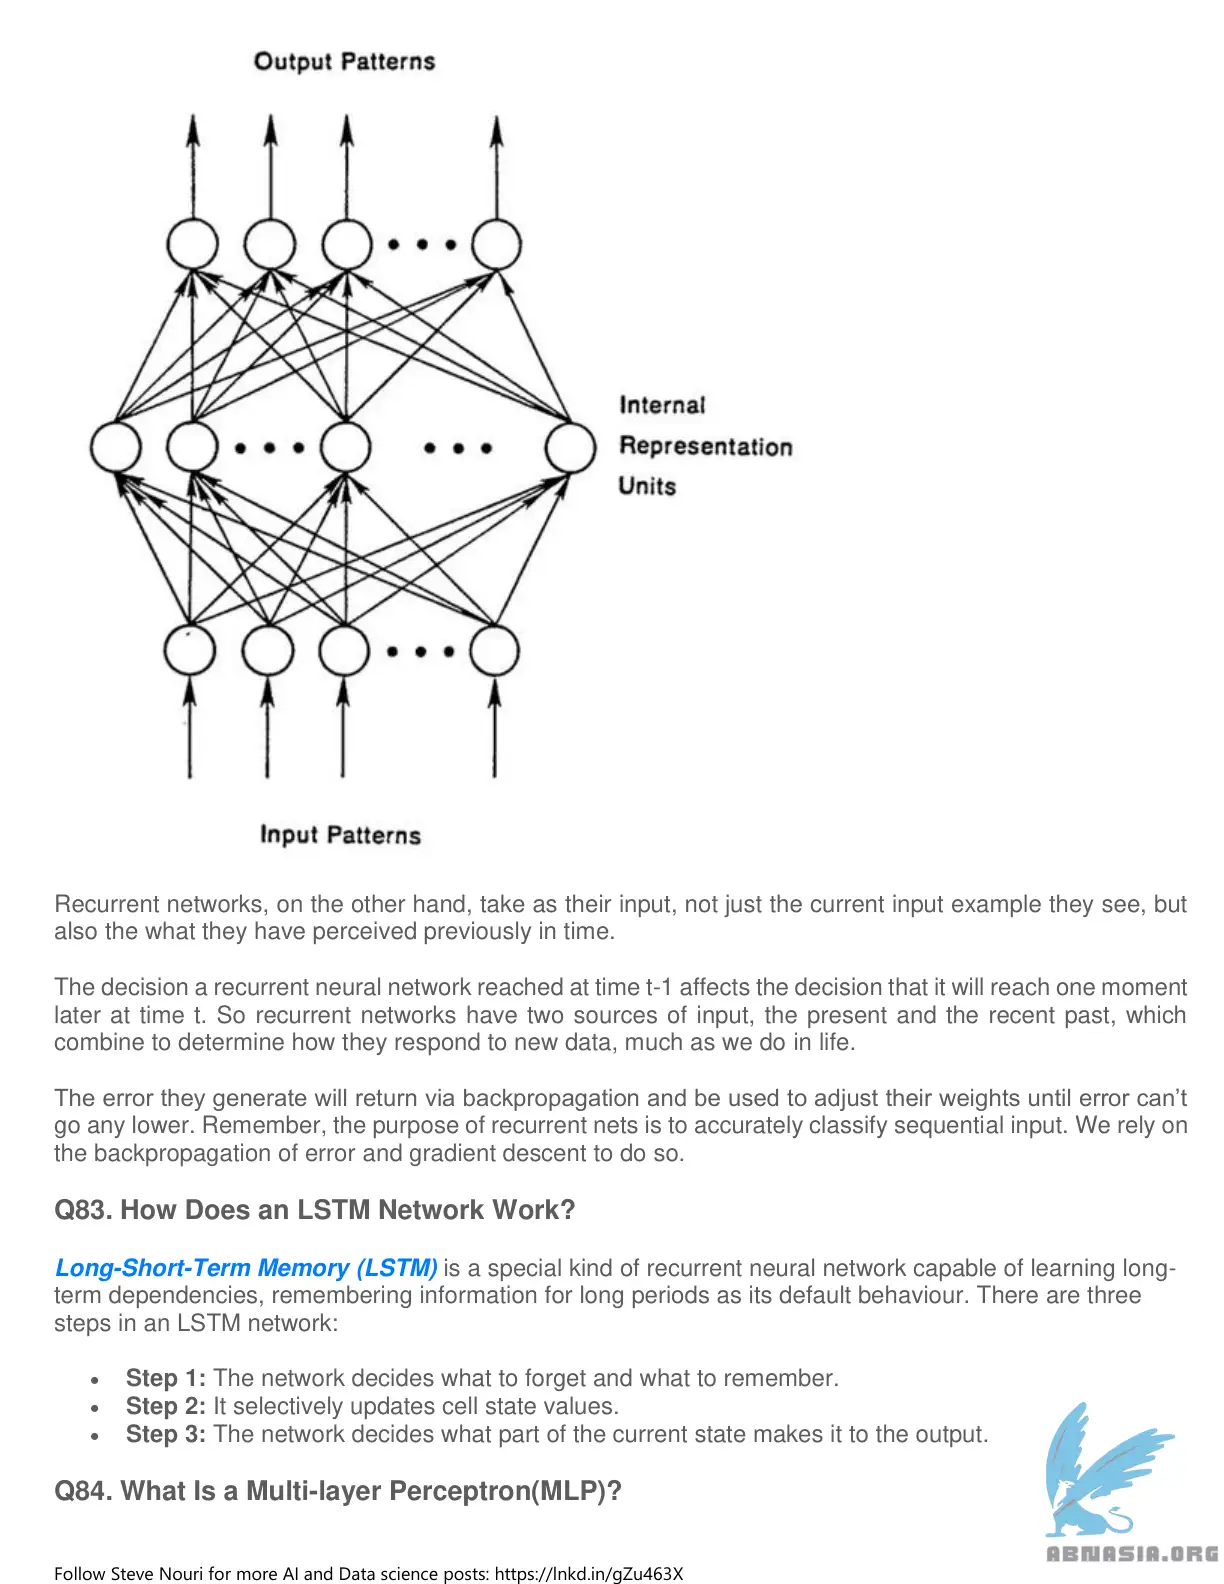 Output Patterns
Internal
Representation
Units
Input Patterns
Recurrent networks, on the other hand, take as their input, not just the current input example they see, but
also the what they have perceived previously in time.
The decision a recurrent neural network reached at time t-1 affects the decision that it will reach one moment
later at time t. So recurrent networks have two sources of input, the present and the recent past, which
combine to determine how they respond to new data, much as we do in life.
The error they generate will return via backpropagation and be used to adjust their weights until error can’t
go any lower. Remember, the purpose of recurrent nets is to accurately classify sequential input. We rely on
the backpropagation of error and gradient descent to do so.
Q83. How Does an LSTM Network Work?
Long-Short-Term Memory (LSTM) is a special kind of recurrent neural network capable of learning long-
term dependencies, remembering information for long periods as its default behaviour. There are three
steps in an LSTM network:
• Step 1: The network decides what to forget and what to remember.
• Step 2: It selectively updates cell state values.
• Step 3: The network decides what part of the current state makes it to the output.
Q84. What Is a Multi-layer Perceptron(MLP)?
ABNASIA.ORG
Follow Steve Nouri for more AI and Data science posts: https://lnkd.in/gZu463X